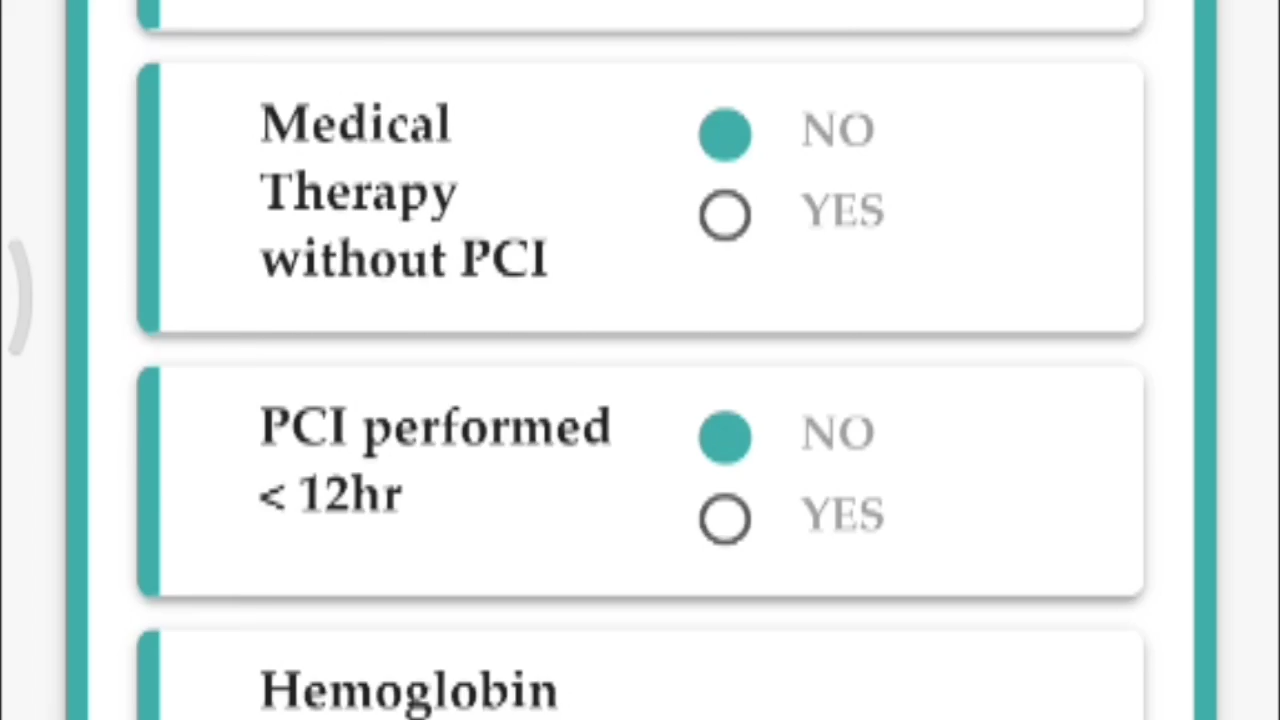 Medical
Therapy
without PCI
NO
YES
PCI performed
< 12hr
NO
YES
Hemoglobin